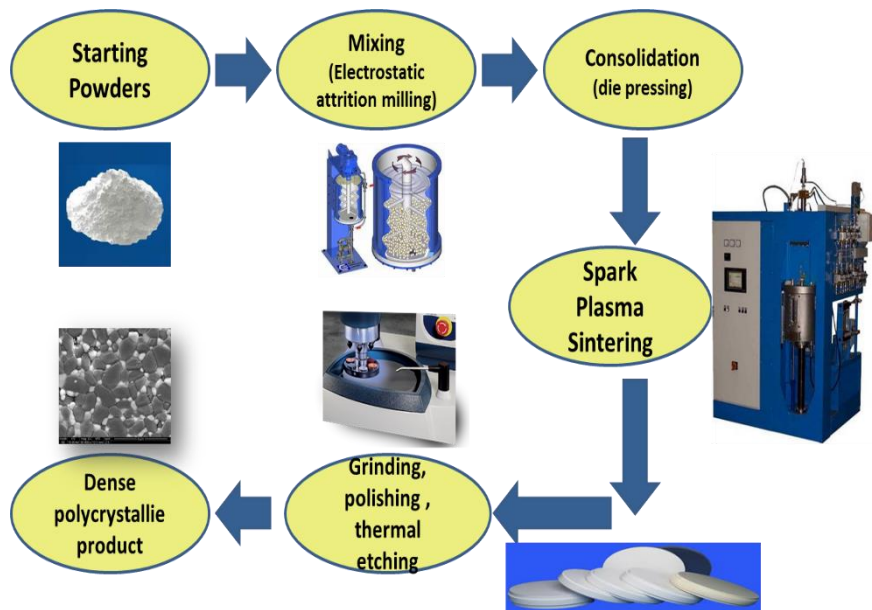 Starting
Powders
Mixing
(Electrostatic
attrition milling)
Consolidation
(die pressing)
Spark
Plasma
Sintering
Grinding,
polishing ,
thermal
etching
Dense
polycrystallie
product